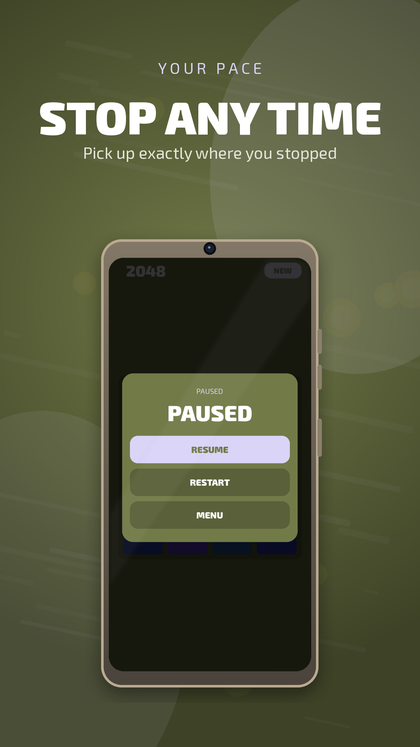 YOUR PACE
STOP ANY TIME
Pick up exactly where you stopped
2048
NEW
PAUSED
PAUSED
RESUME
RESTART
MENU